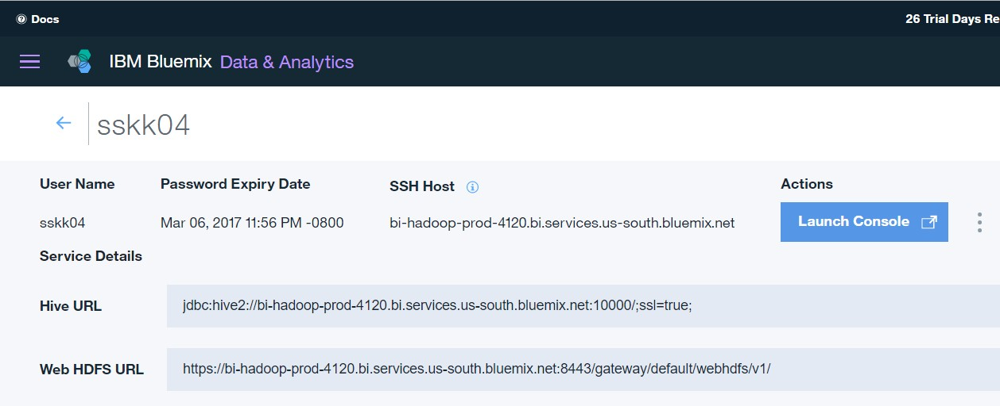 Docs
26 Trial Days Re
IBM Bluemix Data & Analytics
sskk04
User Name Password Expiry Date SSH Host Actions
sskk04 Mar 06, 2017 11:56 PM -0800 bi-hadoop-prod-4120.bi.services.us-south.bluemix.net Launch Console
Service Details
Hive URL jdbc:hive2://bi-hadoop-prod-4120.bi.services.us-south.bluemix.net:10000/;ssl=true;
Web HDFS URL https://bi-hadoop-prod-4120.bi.services.us-south.bluemix.net:8443/gateway/default/webhdfs/v1/